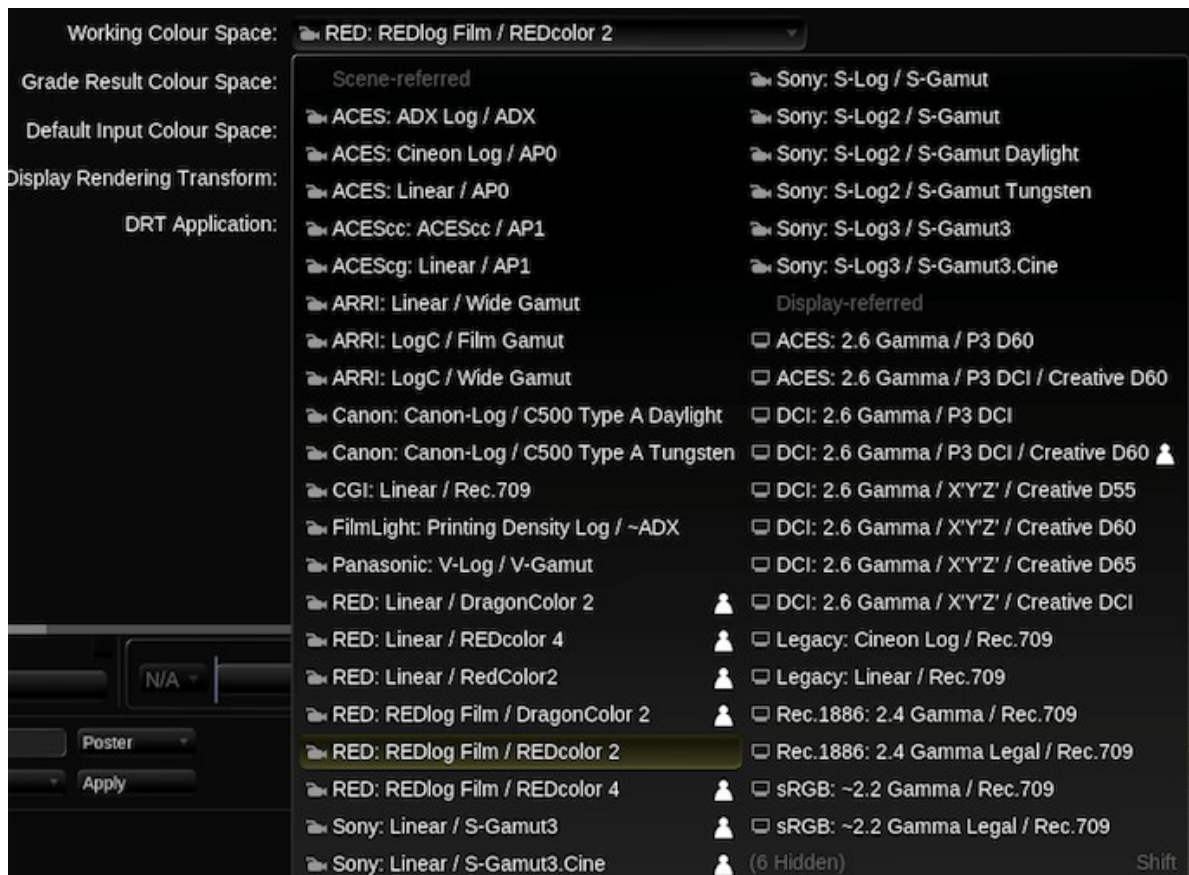 Working Colour Space:
RED: REDlog Film / REDcolor 2
Grade Result Colour Space:
Default Input Colour Space:
Display Rendering Transform:
DRT Application:
Scene-referred
ACES: ADX Log / ADX
ACES: Cineon Log / AP0
ACES: Linear / AP0
ACEScc: ACEScc / AP1
ACEScg: Linear / AP1
ARRI: Linear / Wide Gamut
ARRI: LogC / Film Gamut
ARRI: LogC / Wide Gamut
Canon: Canon-Log / C500 Type A Daylight
Canon: Canon-Log / C500 Type A Tungsten
CGI: Linear / Rec.709
FilmLight: Printing Density Log / ~ADX
Panasonic: V-Log / V-Gamut
RED: Linear / DragonColor 2
RED: Linear / REDcolor 4
RED: Linear / RedColor2
RED: REDlog Film / DragonColor 2
RED: REDlog Film / REDcolor 2
RED: REDlog Film / REDcolor 4
Sony: Linear / S-Gamut3
Sony: Linear / S-Gamut3.Cine
Sony: S-Log / S-Gamut
Sony: S-Log2 / S-Gamut
Sony: S-Log2 / S-Gamut Daylight
Sony: S-Log2 / S-Gamut Tungsten
Sony: S-Log3 / S-Gamut3
Sony: S-Log3 / S-Gamut3.Cine
Display-referred
ACES: 2.6 Gamma / P3 D60
ACES: 2.6 Gamma / P3 DCI / Creative D60
DCI: 2.6 Gamma / P3 DCI
DCI: 2.6 Gamma / P3 DCI / Creative D60
DCI: 2.6 Gamma / X'Y'Z' / Creative D55
DCI: 2.6 Gamma / X'Y'Z' / Creative D60
DCI: 2.6 Gamma / X'Y'Z' / Creative D65
DCI: 2.6 Gamma / X'Y'Z' / Creative DCI
Legacy: Cineon Log / Rec.709
Legacy: Linear / Rec.709
Rec.1886: 2.4 Gamma / Rec.709
Rec.1886: 2.4 Gamma Legal / Rec.709
sRGB: ~2.2 Gamma / Rec.709
sRGB: ~2.2 Gamma Legal / Rec.709
(6 Hidden) Shift
N/A
Poster
Apply